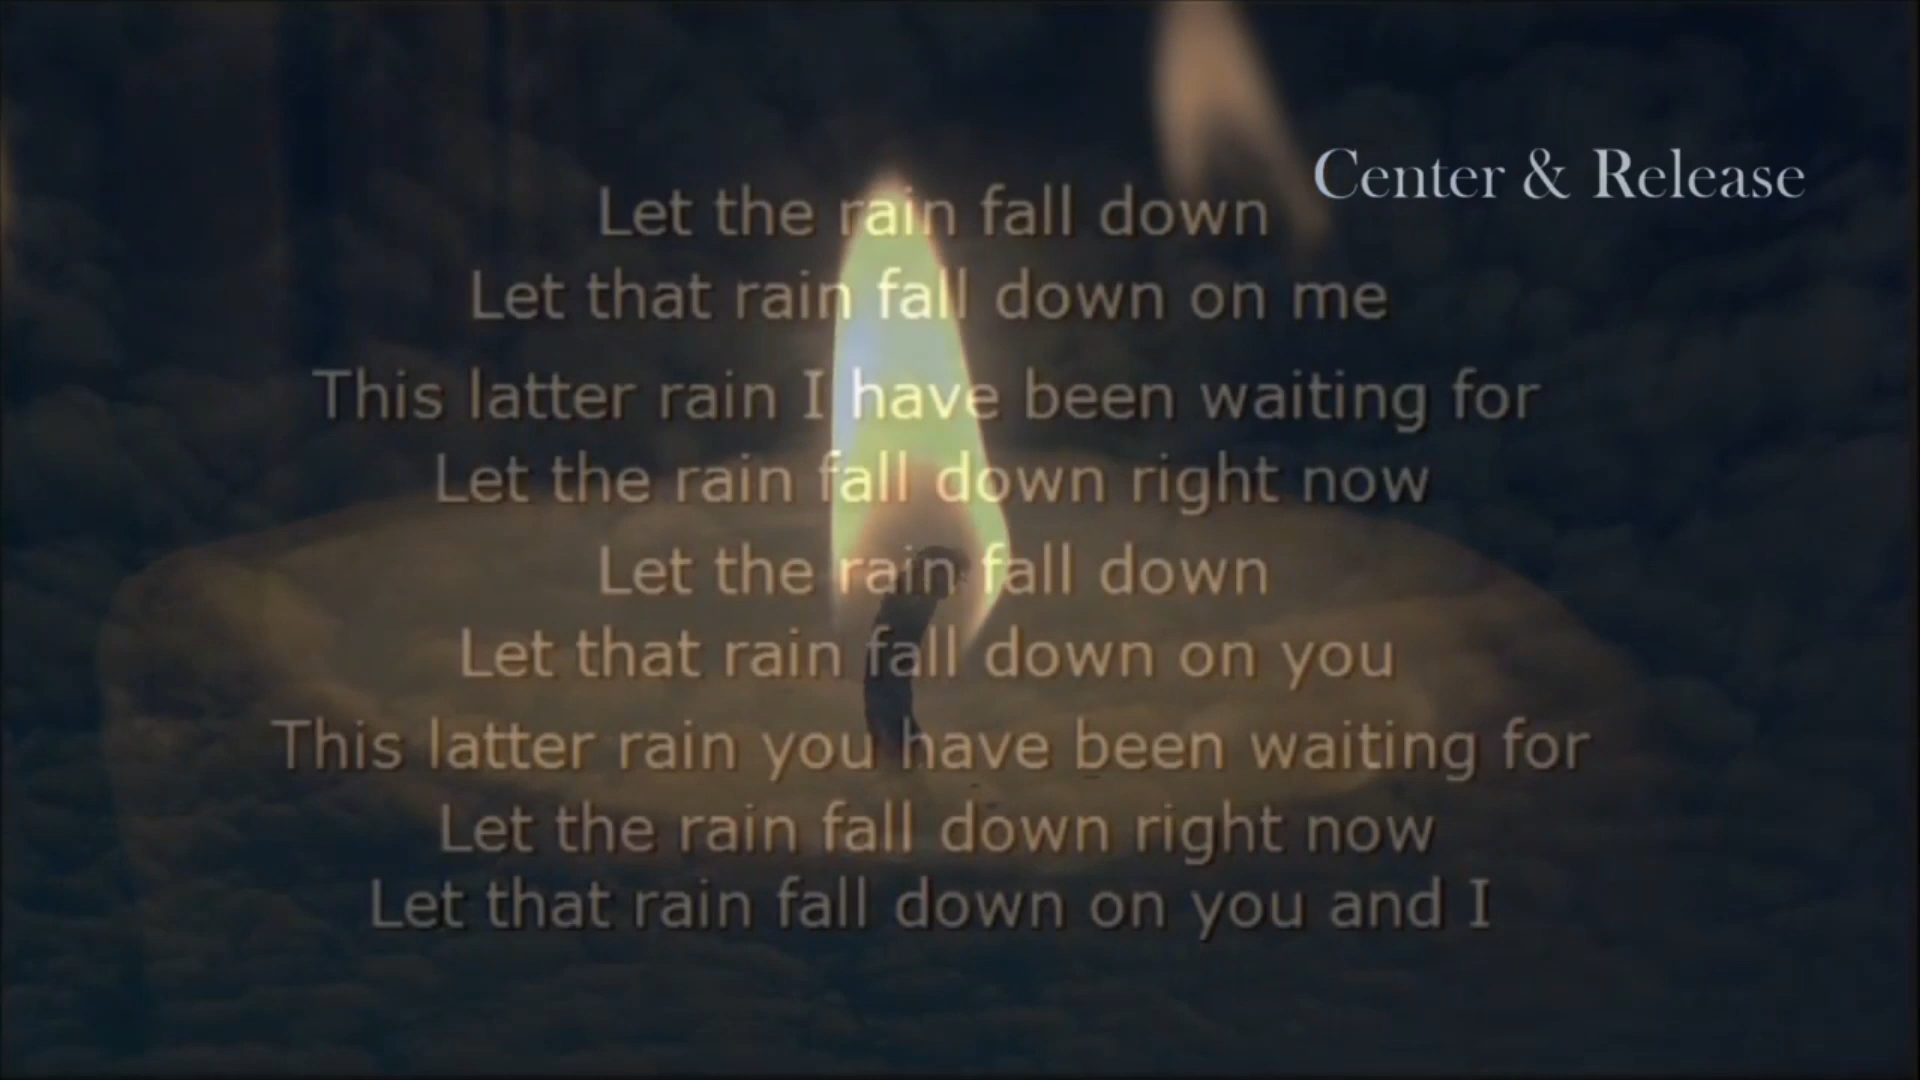 Center & Release
Let the rain fall down
Let that rain fall down on me
This latter rain I have been waiting for
Let the rain fall down right now
Let the rain fall down
Let that rain fall down on you
This latter rain you have been waiting for
Let the rain fall down right now
Let that rain fall down on you and I